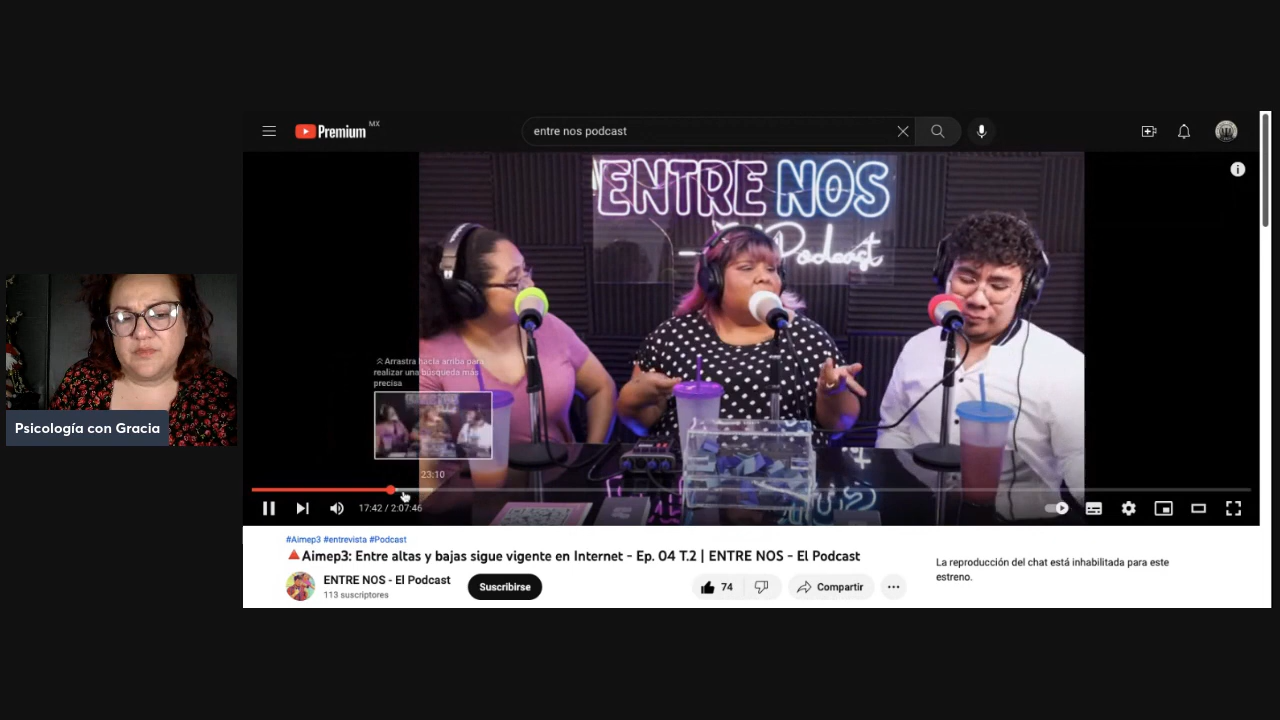 Premium MX
entre nos podcast
ENTRE NOS
El Podcast
Arrastra hacia arriba para
realizar una búsqueda más
precisa
23:10
17:42 / 2:07:46
Psicología con Gracia
#Aimep3 #entrevista #Podcast
🔺Aimep3: Entre altas y bajas sigue vigente en Internet - Ep. 04 T.2 | ENTRE NOS - El Podcast
ENTRE NOS - El Podcast
113 suscriptores
Suscribirse
74
Compartir
La reproducción del chat está inhabilitada para este
estreno.